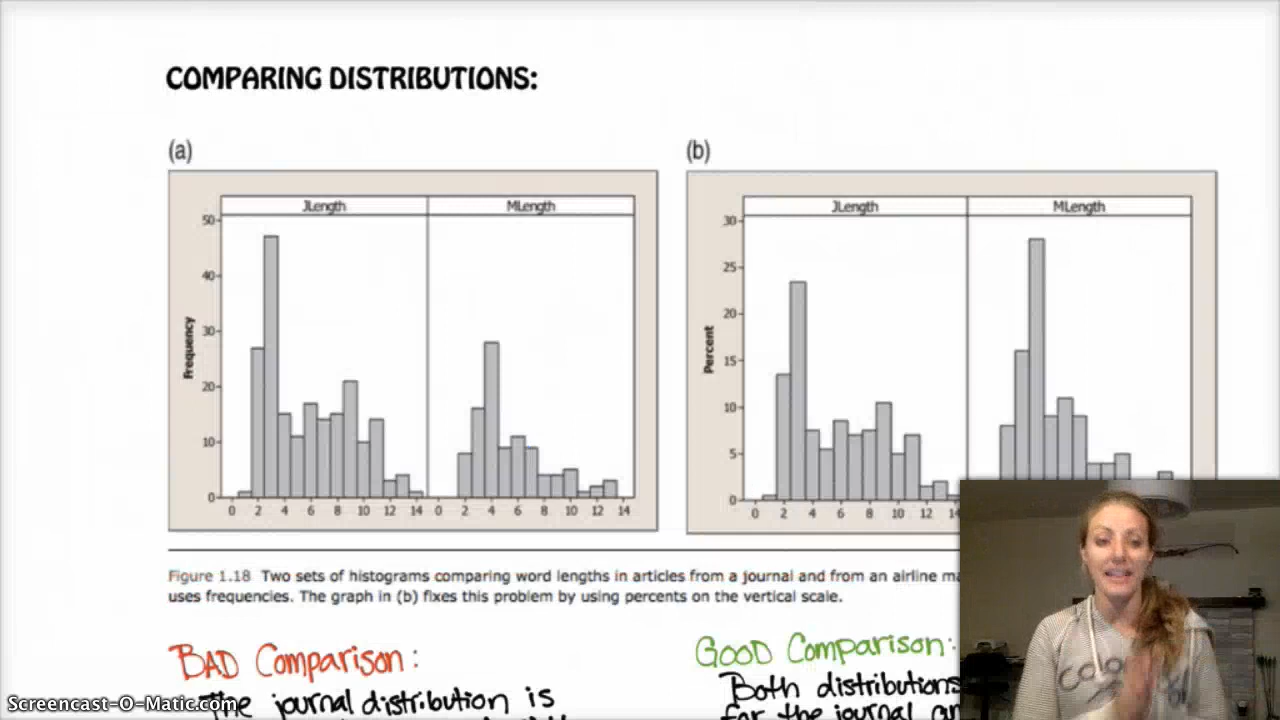 COMPARING DISTRIBUTIONS:
(a)
(b)
JLength
MLength
50
40
30
20
10
0
Frequency
0 2 4 6 8 10 12 14 0 2 4 6 8 10 12 14
JLength
MLength
30
25
20
15
10
5
0
Percent
0 2 4 6 8 10 12 14
Figure 1.18 Two sets of histograms comparing word lengths in articles from a journal and from an airline
uses frequencies. The graph in (b) fixes this problem by using percents on the vertical scale.
BAD Comparison:
GOOD Comparison:
The journal distribution is
Both distributions
for the journal
Screencast-O-Matic.com